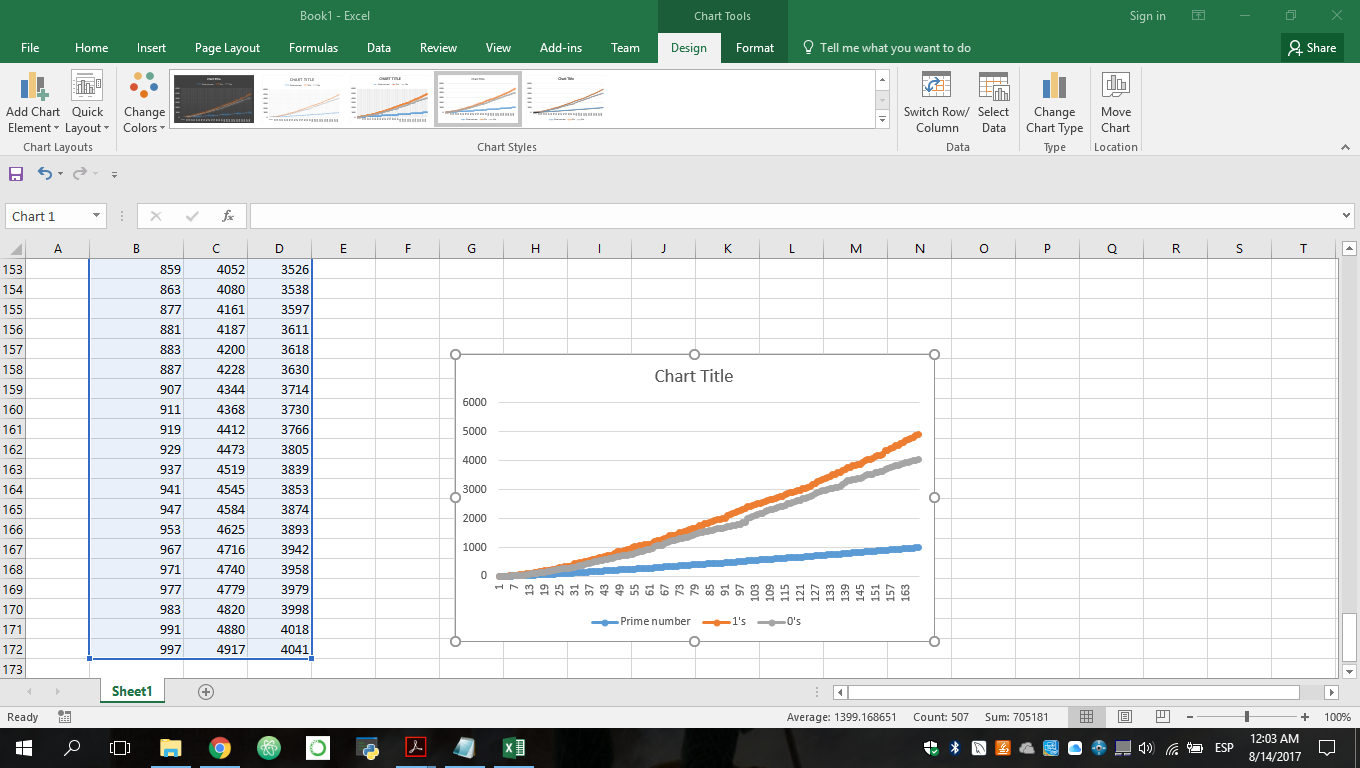 Book1 - Excel
Chart Tools
Sign in
File Home Insert Page Layout Formulas Data Review View Add-ins Team Design Format Tell me what you want to do Share
Add Chart Element
Quick Layout
Change Colors
Switch Row/ Column
Select Data
Change Chart Type
Move Chart
Chart Layouts Chart Styles Data Type Location
Chart 1 fx
A B C D E F G H I J K L M N O P Q R S T
153 859 4052 3526
154 863 4080 3538
155 877 4161 3597
156 881 4187 3611
157 883 4200 3618
158 887 4228 3630
159 907 4344 3714
160 911 4368 3730
161 919 4412 3766
162 929 4473 3805
163 937 4519 3839
164 941 4545 3853
165 947 4584 3874
166 953 4625 3893
167 967 4716 3942
168 971 4740 3958
169 977 4779 3979
170 983 4820 3998
171 991 4880 4018
172 997 4917 4041
173
Chart Title
6000
5000
4000
3000
2000
1000
0
1 7 13 19 25 31 37 43 49 55 61 67 73 79 85 91 97 103 109 115 121 127 133 139 145 151 157 163
Prime number 1's 0's
Sheet1
Ready Average: 1399.168651 Count: 507 Sum: 705181 100%
ESP
12:03 AM
8/14/2017